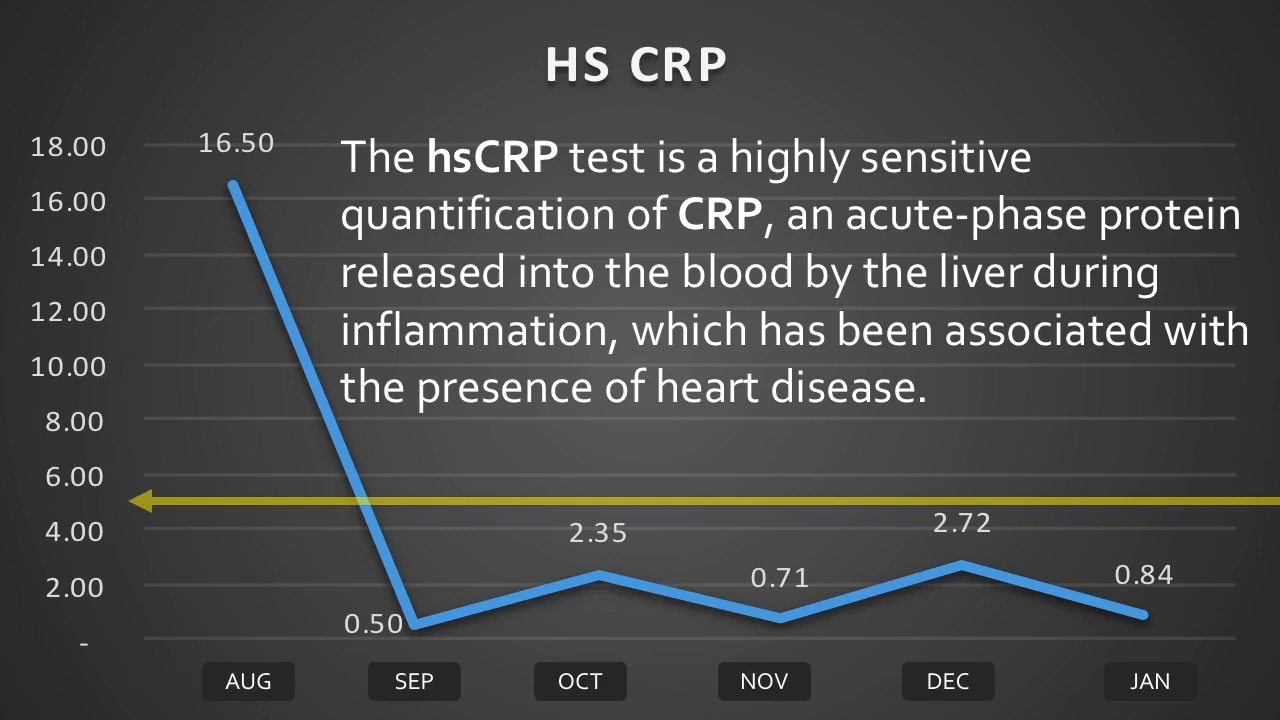 HS CRP
18.00
16.00
14.00
12.00
10.00
8.00
6.00
4.00
2.00
-
16.50
The hsCRP test is a highly sensitive
quantification of CRP, an acute-phase protein
released into the blood by the liver during
inflammation, which has been associated with
the presence of heart disease.
0.50
2.35
0.71
2.72
0.84
AUG
SEP
OCT
NOV
DEC
JAN